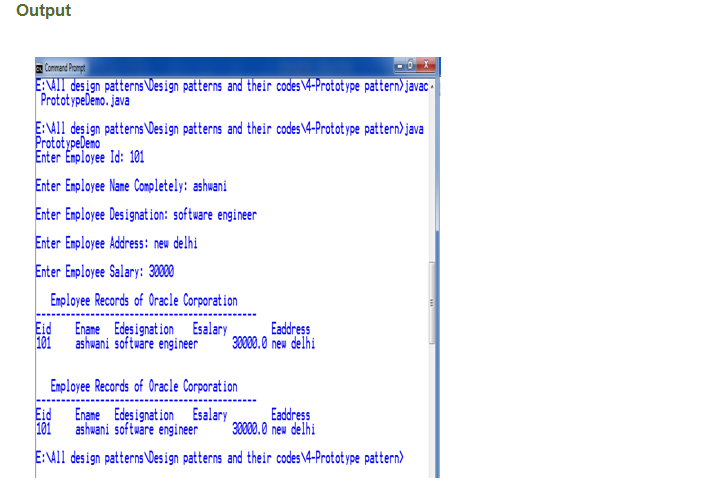 Output
Command Prompt
E:\All design patterns\Design patterns and their codes\4-Prototype pattern>javac
PrototypeDemo.java
E:\All design patterns\Design patterns and their codes\4-Prototype pattern>java
PrototypeDemo
Enter Employee Id: 101
Enter Employee Name Completely: ashwani
Enter Employee Designation: software engineer
Enter Employee Address: new delhi
Enter Employee Salary: 30000
Employee Records of Oracle Corporation
---------------------------------------------
Eid Ename Edesignation Esalary Eaddress
101 ashwani software engineer 30000.0 new delhi
Employee Records of Oracle Corporation
---------------------------------------------
Eid Ename Edesignation Esalary Eaddress
101 ashwani software engineer 30000.0 new delhi
E:\All design patterns\Design patterns and their codes\4-Prototype pattern>